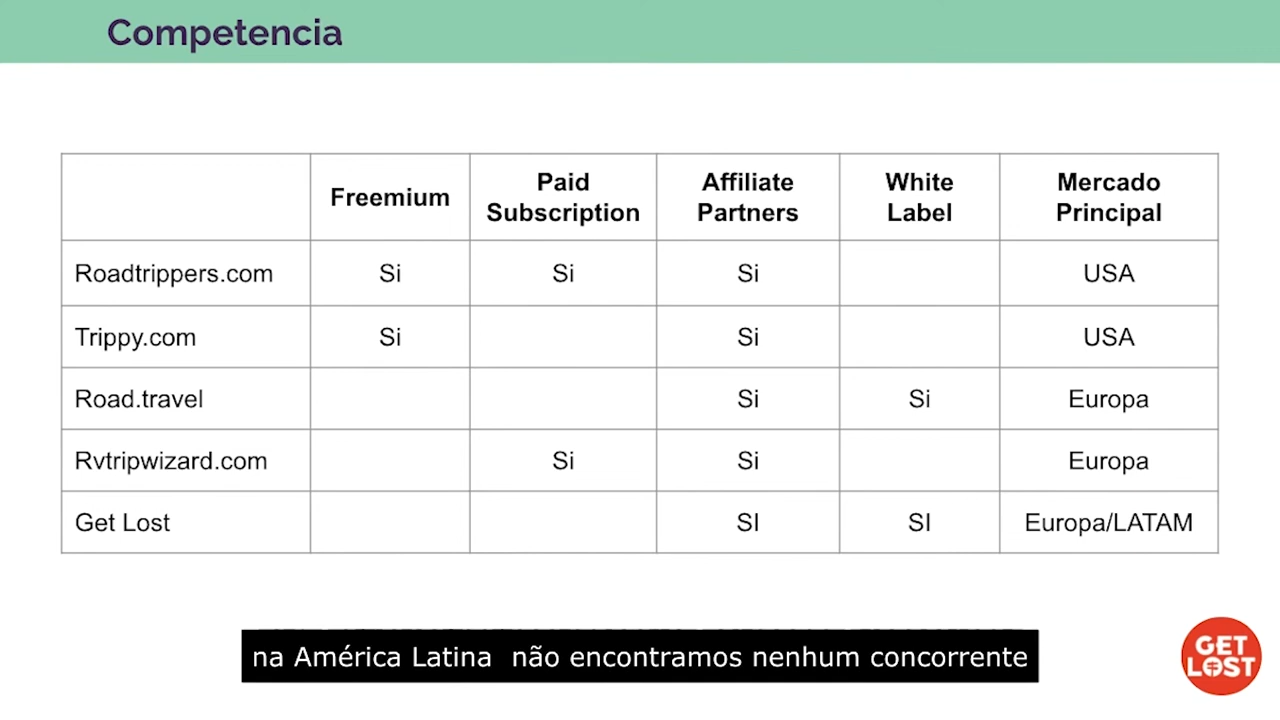 Competencia
Freemium Paid Subscription Affiliate Partners White Label Mercado Principal
Roadtrippers.com Si Si Si USA
Trippy.com Si Si USA
Road.travel Si Si Europa
Rvtripwizard.com Si Si Europa
Get Lost SI SI Europa/LATAM
na América Latina não encontramos nenhum concorrente
GET
LOST